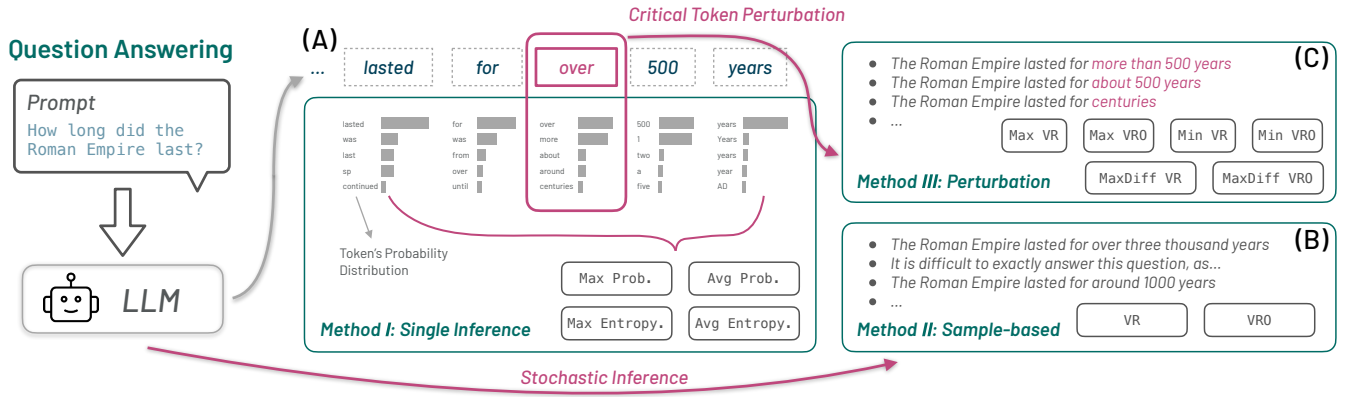 Question Answering
Prompt
How long did the
Roman Empire last?
LLM
(A)
Critical Token Perturbation
... lasted for over 500 years
lasted for over 500 years
was was more 1 Years
last from about two years
sp over around a year
continued until centuries five AD
Token's Probability
Distribution
Max Prob. Avg Prob.
Max Entropy. Avg Entropy.
Method I: Single Inference
Stochastic Inference
(C)
● The Roman Empire lasted for more than 500 years
● The Roman Empire lasted for about 500 years
● The Roman Empire lasted for centuries
● ...
Max VR Max VRO Min VR Min VRO
MaxDiff VR MaxDiff VRO
Method III: Perturbation
(B)
● The Roman Empire lasted for over three thousand years
● It is difficult to exactly answer this question, as...
● The Roman Empire lasted for around 1000 years
● ...
VR VRO
Method II: Sample-based